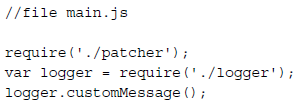 //file main.js

require('./patcher');
var logger = require('./logger');
logger.customMessage();